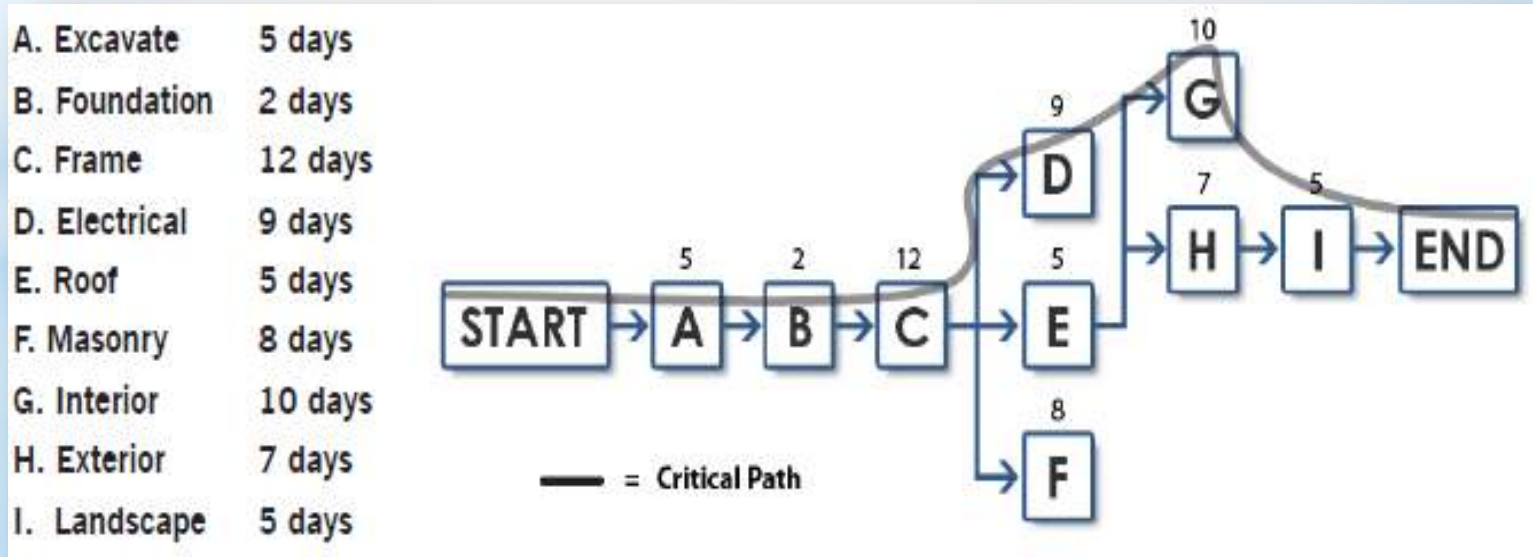 A. Excavate 5 days
B. Foundation 2 days
C. Frame 12 days
D. Electrical 9 days
E. Roof 5 days
F. Masonry 8 days
G. Interior 10 days
H. Exterior 7 days
I. Landscape 5 days
10
G
9
D
7
H
5
I
END
5
A
2
B
12
C
5
E
START
8
F
= Critical Path